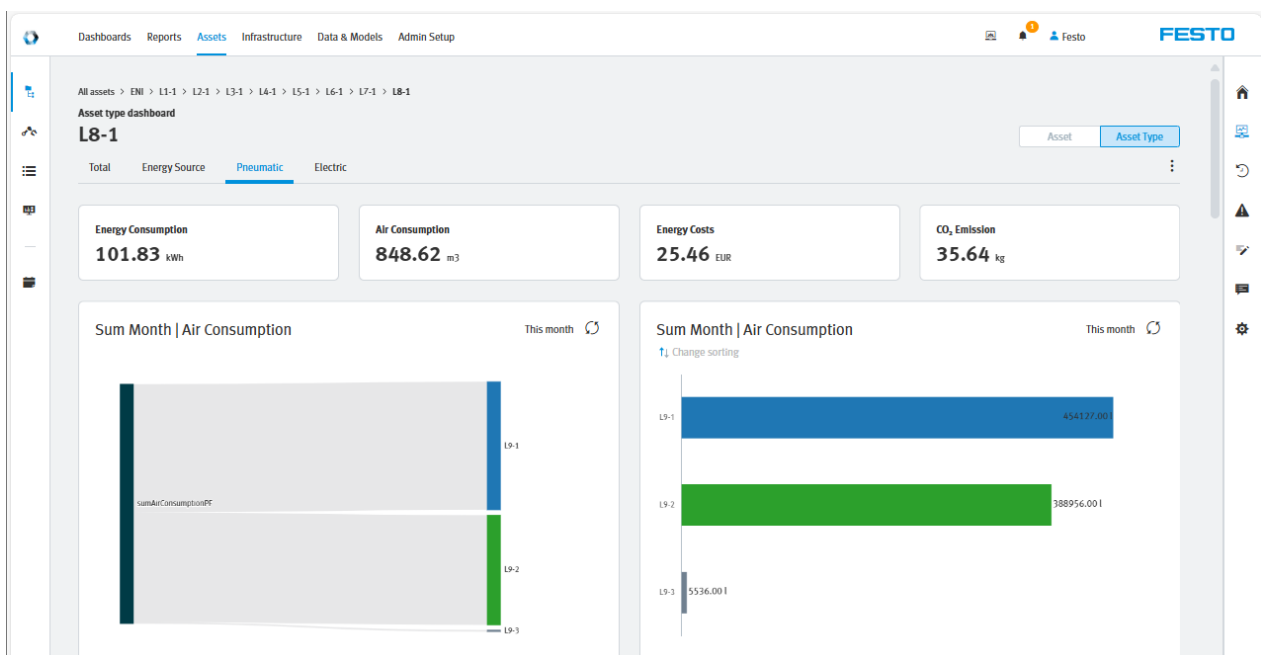 Dashboards Reports Assets Infrastructure Data & Models Admin Setup
1
Festo
FESTO
All assets > ENI > L1-1 > L2-1 > L3-1 > L4-1 > L5-1 > L6-1 > L7-1 > L8-1
Asset type dashboard
L8-1
Asset Asset Type
Total Energy Source Pneumatic Electric
Energy Consumption
101.83 kWh
Air Consumption
848.62 m3
Energy Costs
25.46 EUR
CO₂ Emission
35.64 kg
Sum Month | Air Consumption
This month
L9-1
sumAirConsumptionPF
L9-2
L9-3
Sum Month | Air Consumption
This month
Change sorting
L9-1
454127.00 l
L9-2
388956.00 l
L9-3
5536.00 l